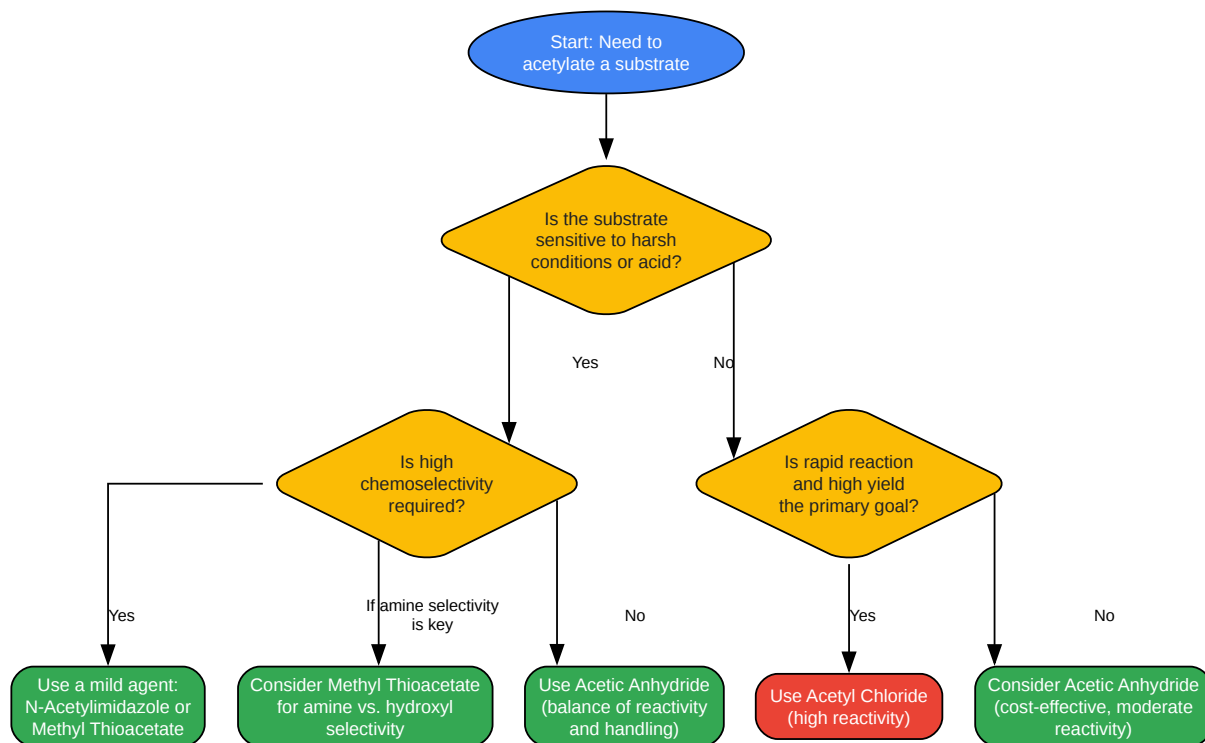 Start: Need to
acetylate a substrate
Is the substrate
sensitive to harsh
conditions or acid?
Yes
No
Is high
chemoselectivity
required?
Is rapid reaction
and high yield
the primary goal?
Yes
If amine selectivity
is key
No
Yes
No
Use a mild agent:
N-Acetylimidazole or
Methyl Thioacetate
Consider Methyl Thioacetate
for amine vs. hydroxyl
selectivity
Use Acetic Anhydride
(balance of reactivity
and handling)
Use Acetyl Chloride
(high reactivity)
Consider Acetic Anhydride
(cost-effective, moderate
reactivity)